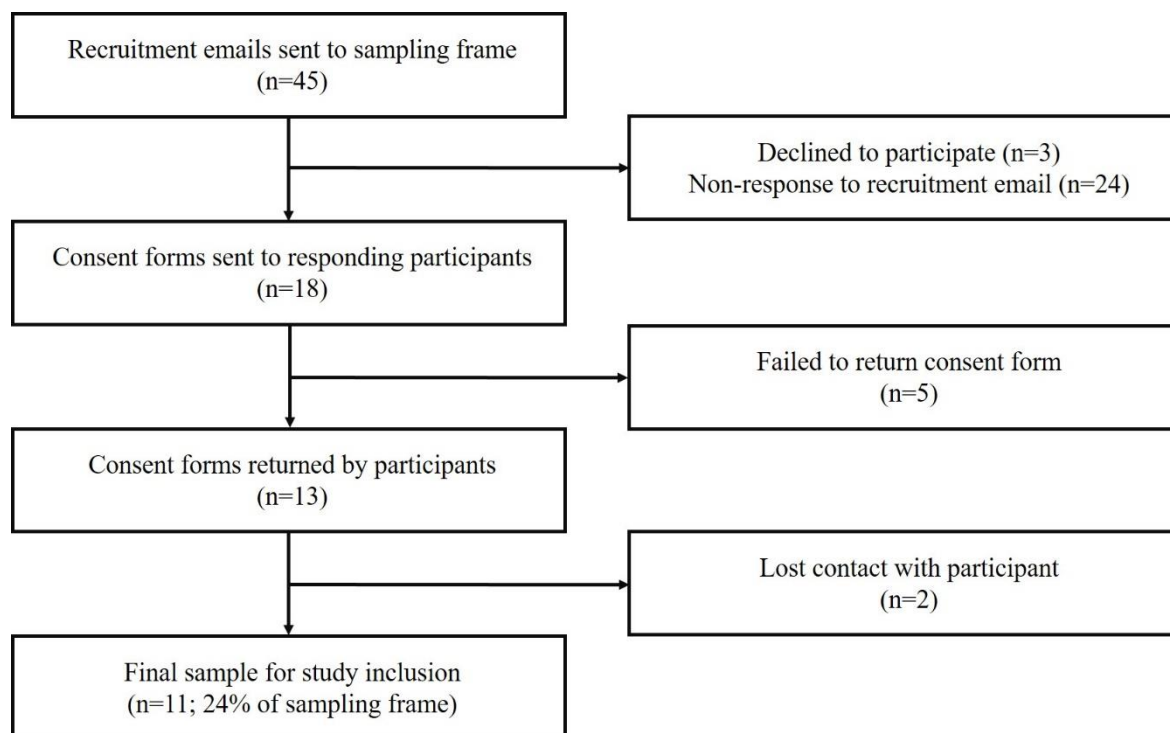 Recruitment emails sent to sampling frame
(n=45)
Declined to participate (n=3)
Non-response to recruitment email (n=24)
Consent forms sent to responding participants
(n=18)
Failed to return consent form
(n=5)
Consent forms returned by participants
(n=13)
Lost contact with participant
(n=2)
Final sample for study inclusion
(n=11; 24% of sampling frame)